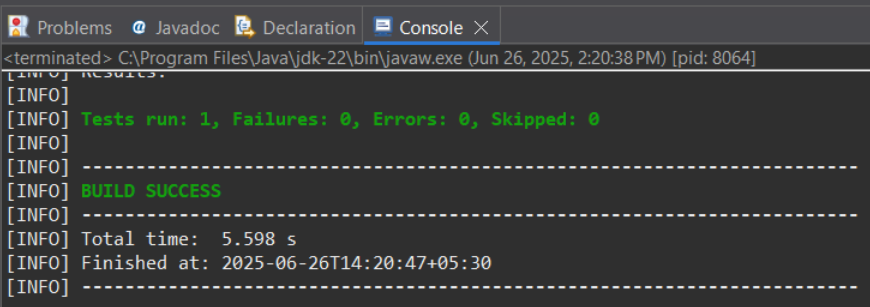 Problems @ Javadoc Declaration Console
<terminated> C:\Program Files\Java\jdk-22\bin\javaw.exe (Jun 26, 2025, 2:20:38 PM) [pid: 8064]
[INFO] Results:
[INFO]
[INFO] Tests run: 1, Failures: 0, Errors: 0, Skipped: 0
[INFO]
[INFO] ------------------------------------------------------------------------
[INFO] BUILD SUCCESS
[INFO] ------------------------------------------------------------------------
[INFO] Total time:  5.598 s
[INFO] Finished at: 2025-06-26T14:20:47+05:30
[INFO] ------------------------------------------------------------------------